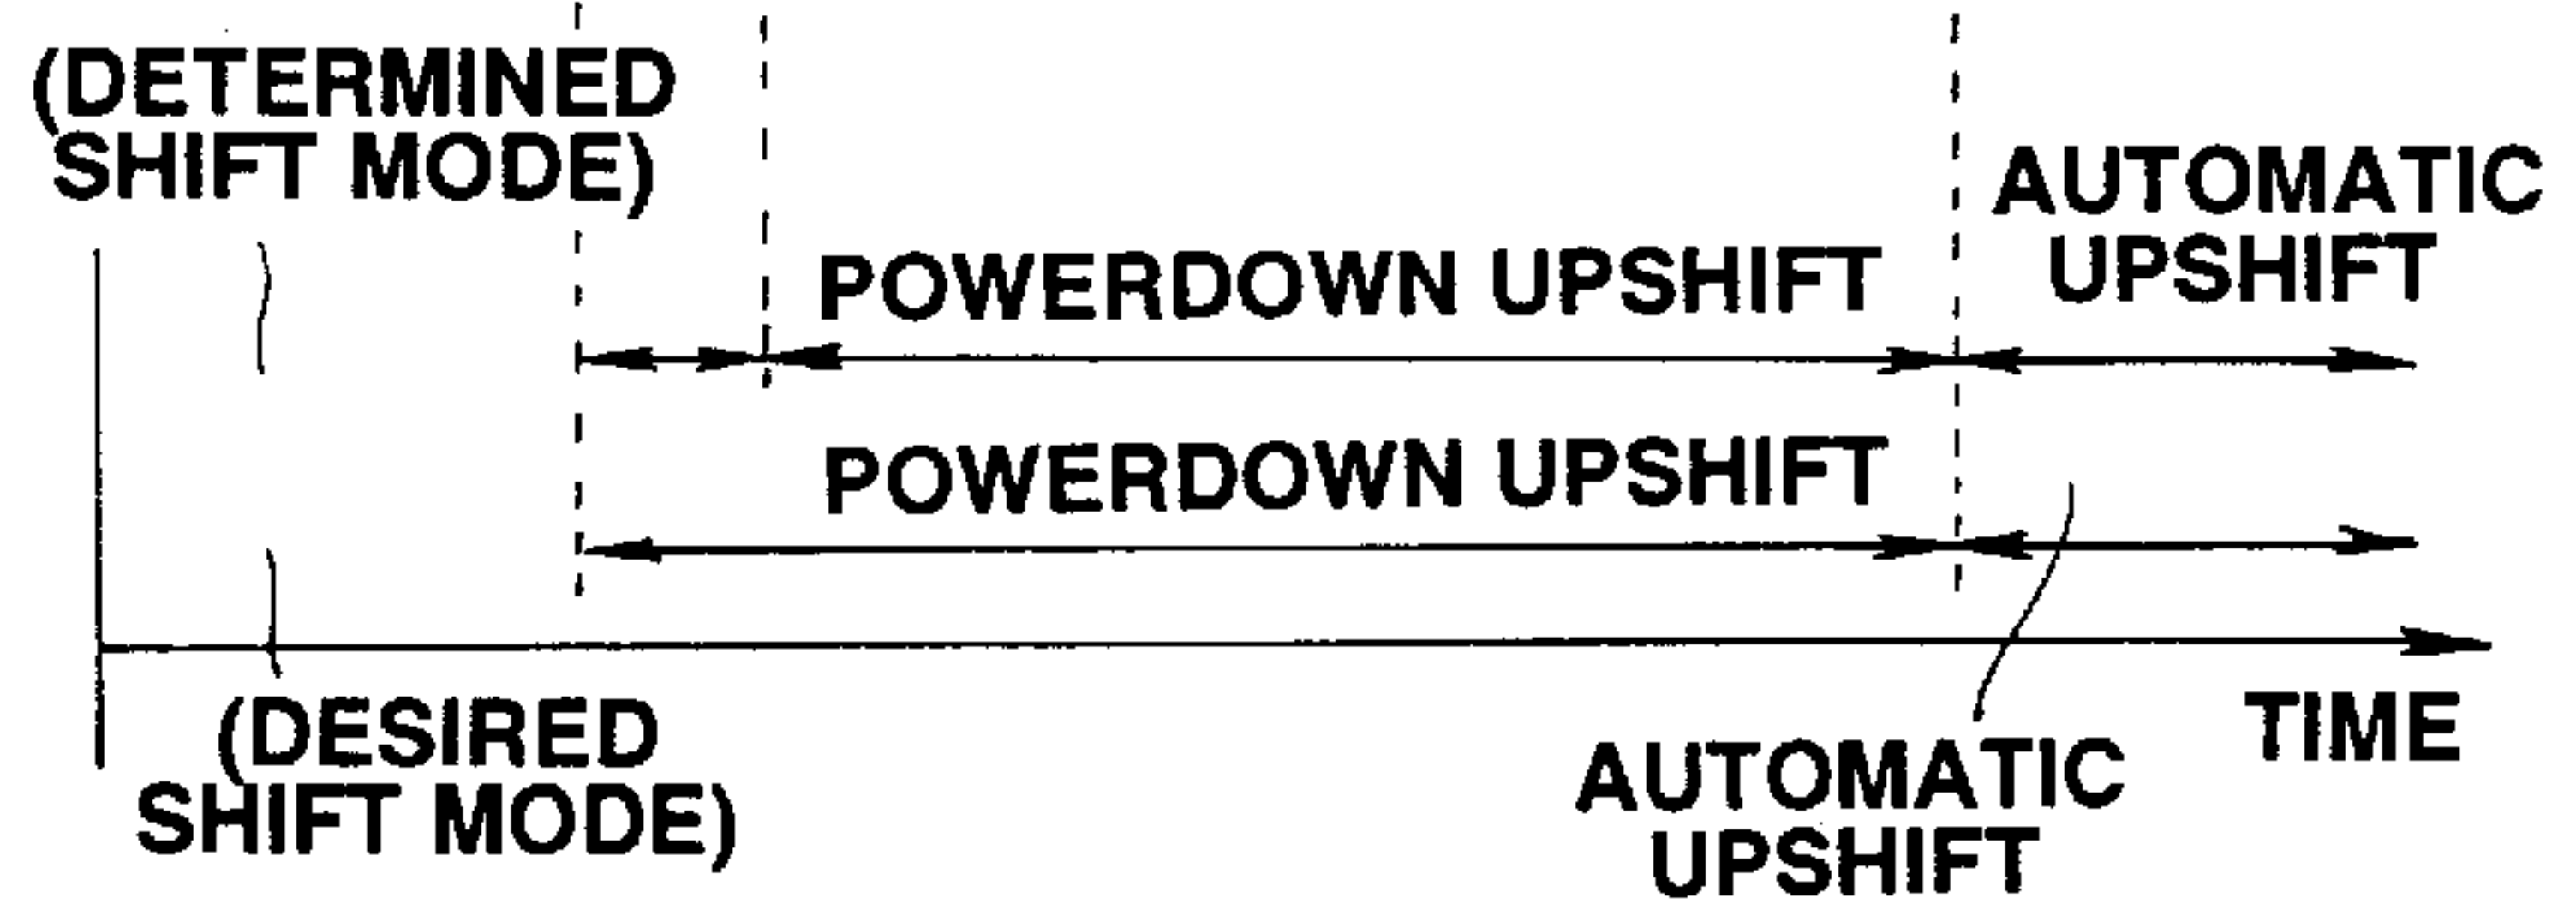 (DETERMINED
SHIFT MODE)
AUTOMATIC
UPSHIFT
POWERDOWN UPSHIFT
POWERDOWN UPSHIFT
(DESIRED
SHIFT MODE)
TIME
AUTOMATIC
UPSHIFT